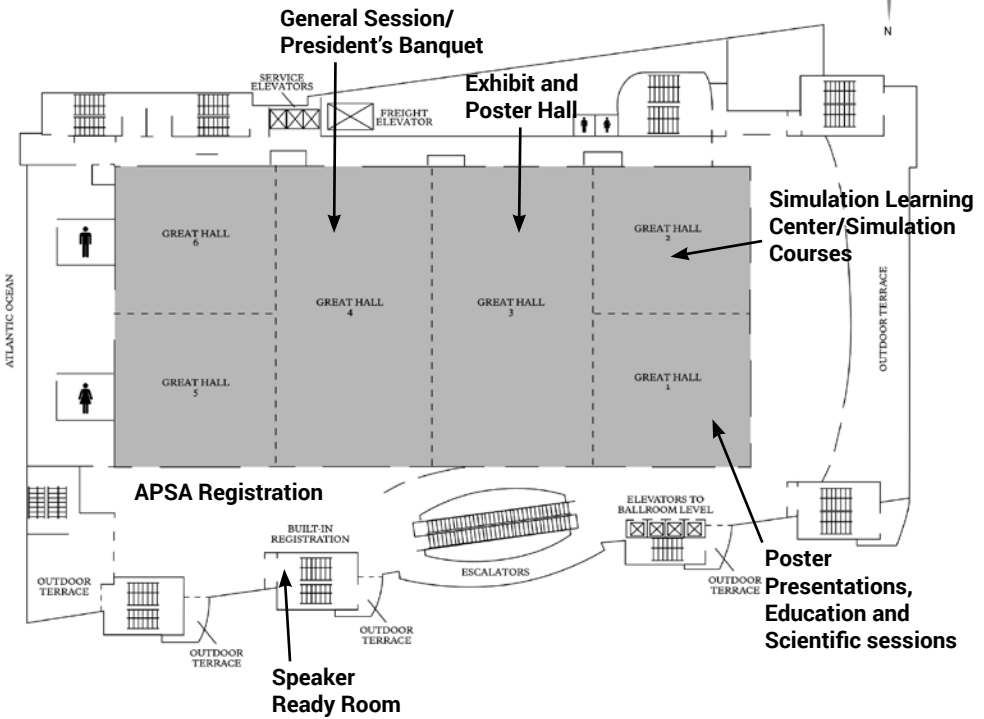 N
General Session/
President’s Banquet
SERVICE
ELEVATORS
FREIGHT
ELEVATOR
Exhibit and
Poster Hall
Simulation Learning
Center/Simulation
Courses
GREAT HALL
6
GREAT HALL
2
GREAT HALL
4
GREAT HALL
3
ATLANTIC OCEAN
OUTDOOR TERRACE
GREAT HALL
5
GREAT HALL
1
APSA Registration
BUILT-IN
REGISTRATION
ELEVATORS TO
BALLROOM LEVEL
ESCALATORS
OUTDOOR
TERRACE
OUTDOOR
TERRACE
OUTDOOR
TERRACE
OUTDOOR
TERRACE
Poster
Presentations,
Education and
Scientific sessions
Speaker
Ready Room